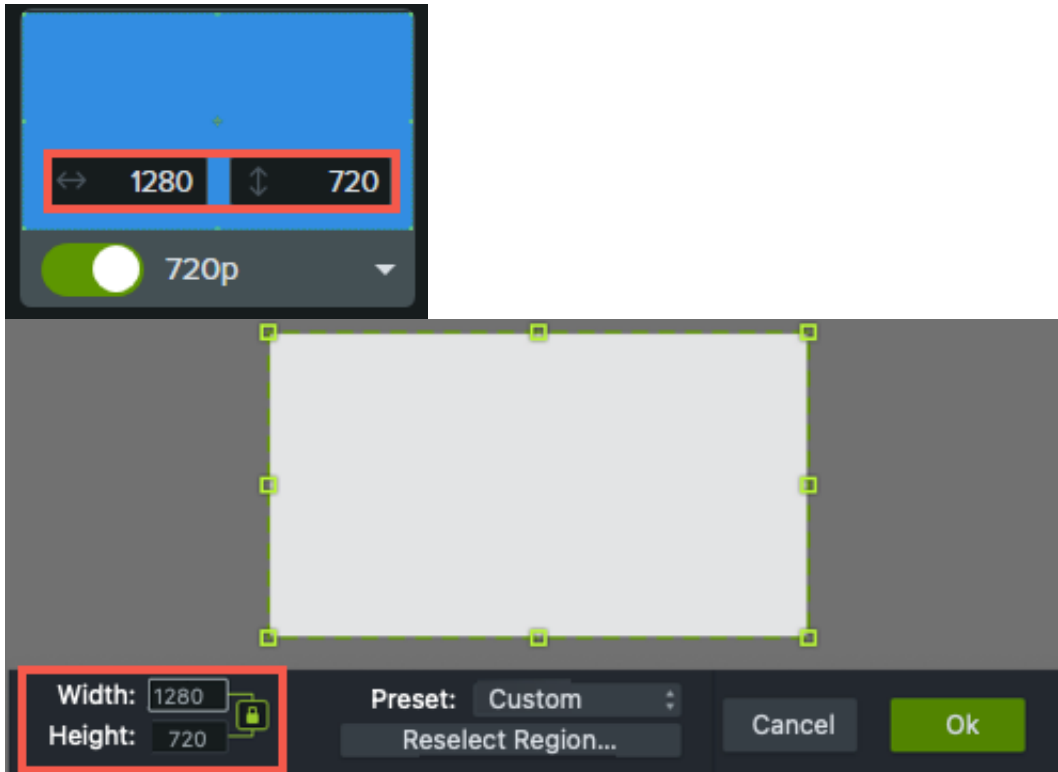 1280 720
720p
Width: 1280
Height: 720
Preset: Custom
Reselect Region...
Cancel Ok